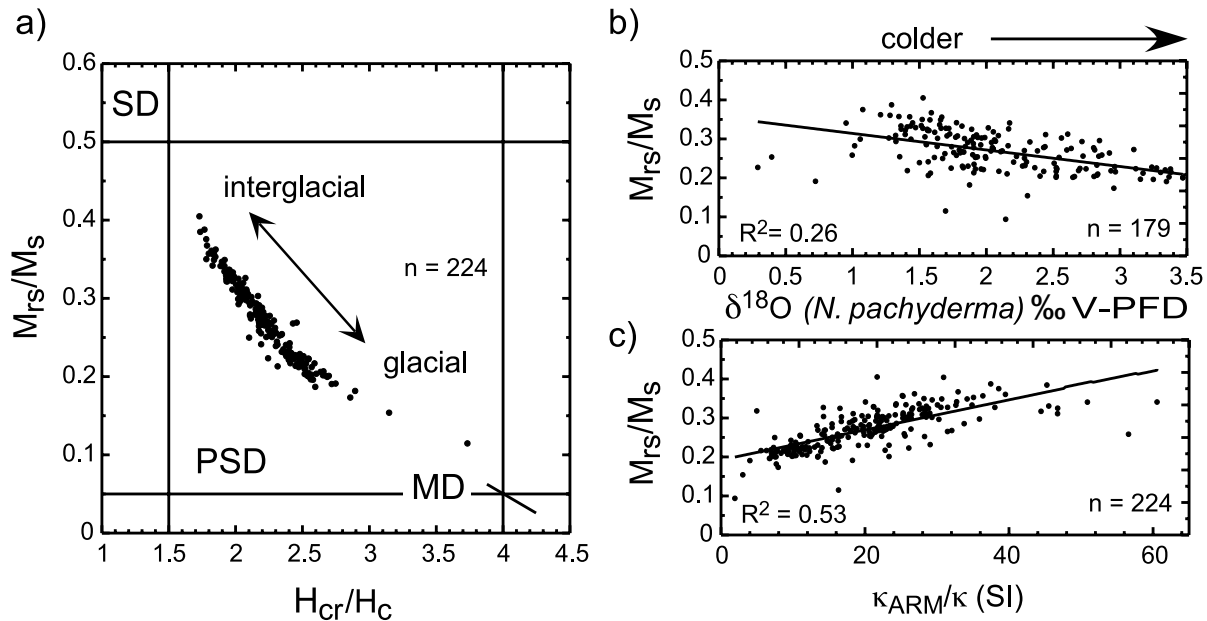 a)
0.6
0.5
0.4
0.3
0.2
0.1
0
SD
interglacial
n = 224
glacial
PSD
MD
1
1.5
2
2.5
3
3.5
4
4.5
Mrs/Ms
Hcr/Hc
b)
colder
0.5
0.4
0.3
0.2
0.1
0
Mrs/Ms
R²= 0.26
n = 179
0
0.5
1
1.5
2
2.5
3
3.5
δ¹⁸O (N. pachyderma) ‰ V-PFD
c)
0.5
0.4
0.3
0.2
0.1
0
Mrs/Ms
R² = 0.53
n = 224
0
20
40
60
κARM/κ (SI)